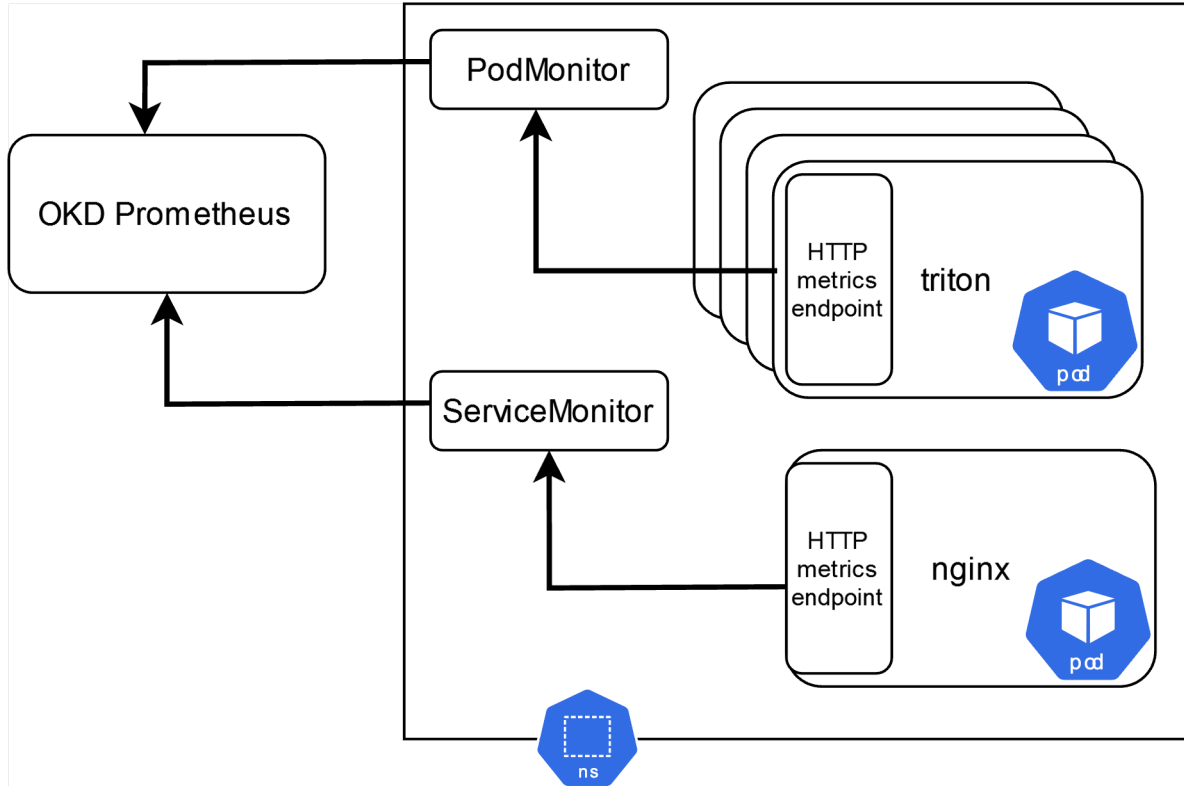 PodMonitor
OKD Prometheus
HTTP
metrics
endpoint
triton
pod
ServiceMonitor
HTTP
metrics
endpoint
nginx
pod
ns